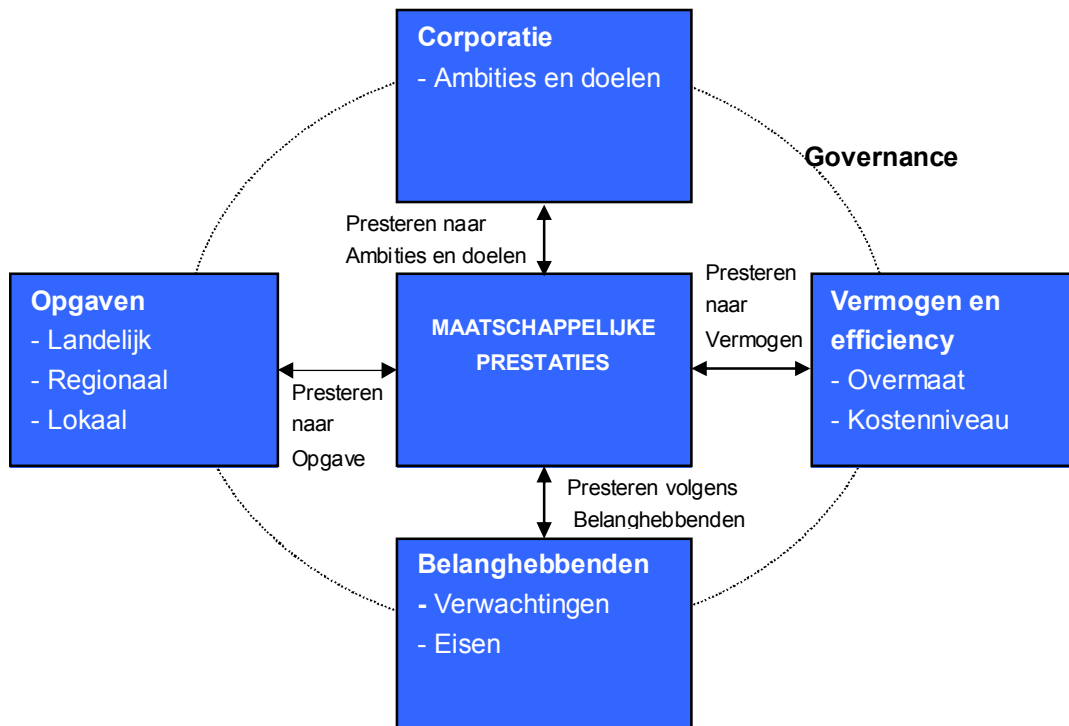 Corporatie
- Ambities en doelen
Governance
Presteren naar
Ambities en doelen
Opgaven
- Landelijk
- Regionaal
- Lokaal
Presteren
naar
Opgave
MAATSCHAPPELIJKE
PRESTATIES
Presteren
naar
Vermogen
Vermogen en
efficiency
- Overmaat
- Kostenniveau
Presteren volgens
Belanghebbenden
Belanghebbenden
- Verwachtingen
- Eisen